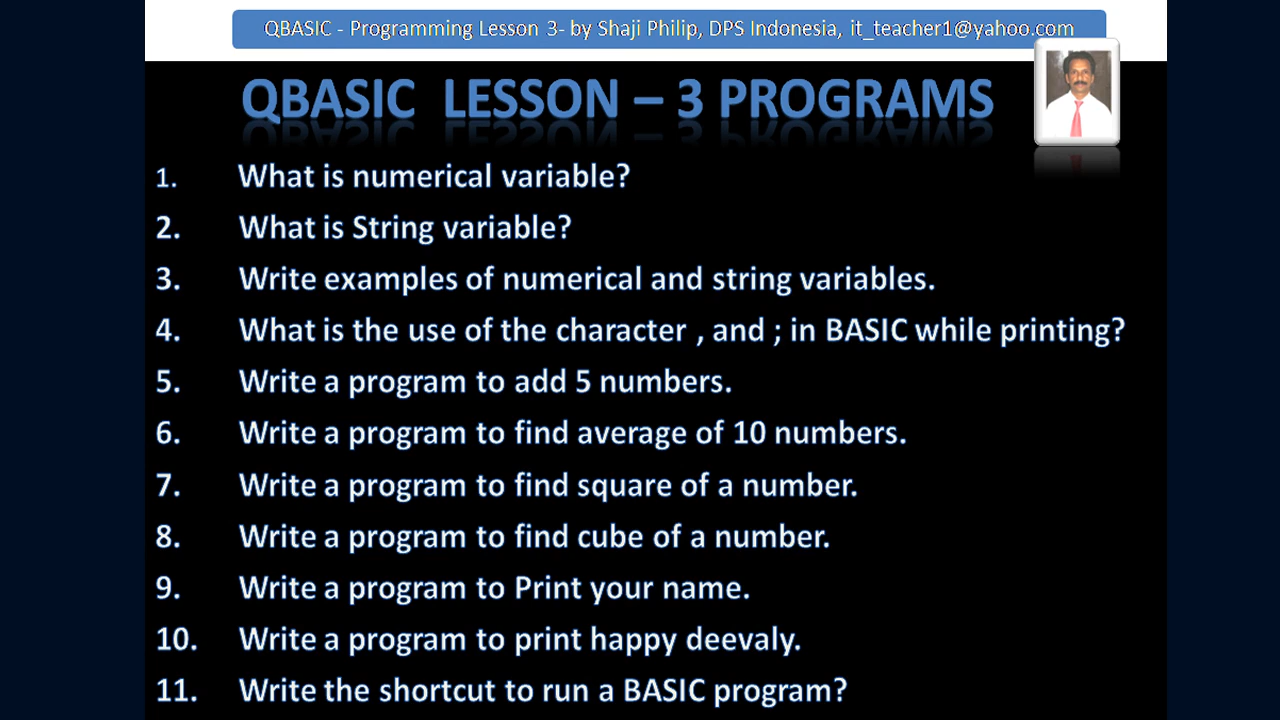 QBASIC - Programming Lesson 3- by Shaji Philip, DPS Indonesia, it_teacher1@yahoo.com
QBASIC LESSON – 3 PROGRAMS
1. What is numerical variable?
2. What is String variable?
3. Write examples of numerical and string variables.
4. What is the use of the character , and ; in BASIC while printing?
5. Write a program to add 5 numbers.
6. Write a program to find average of 10 numbers.
7. Write a program to find square of a number.
8. Write a program to find cube of a number.
9. Write a program to Print your name.
10. Write a program to print happy deevaly.
11. Write the shortcut to run a BASIC program?